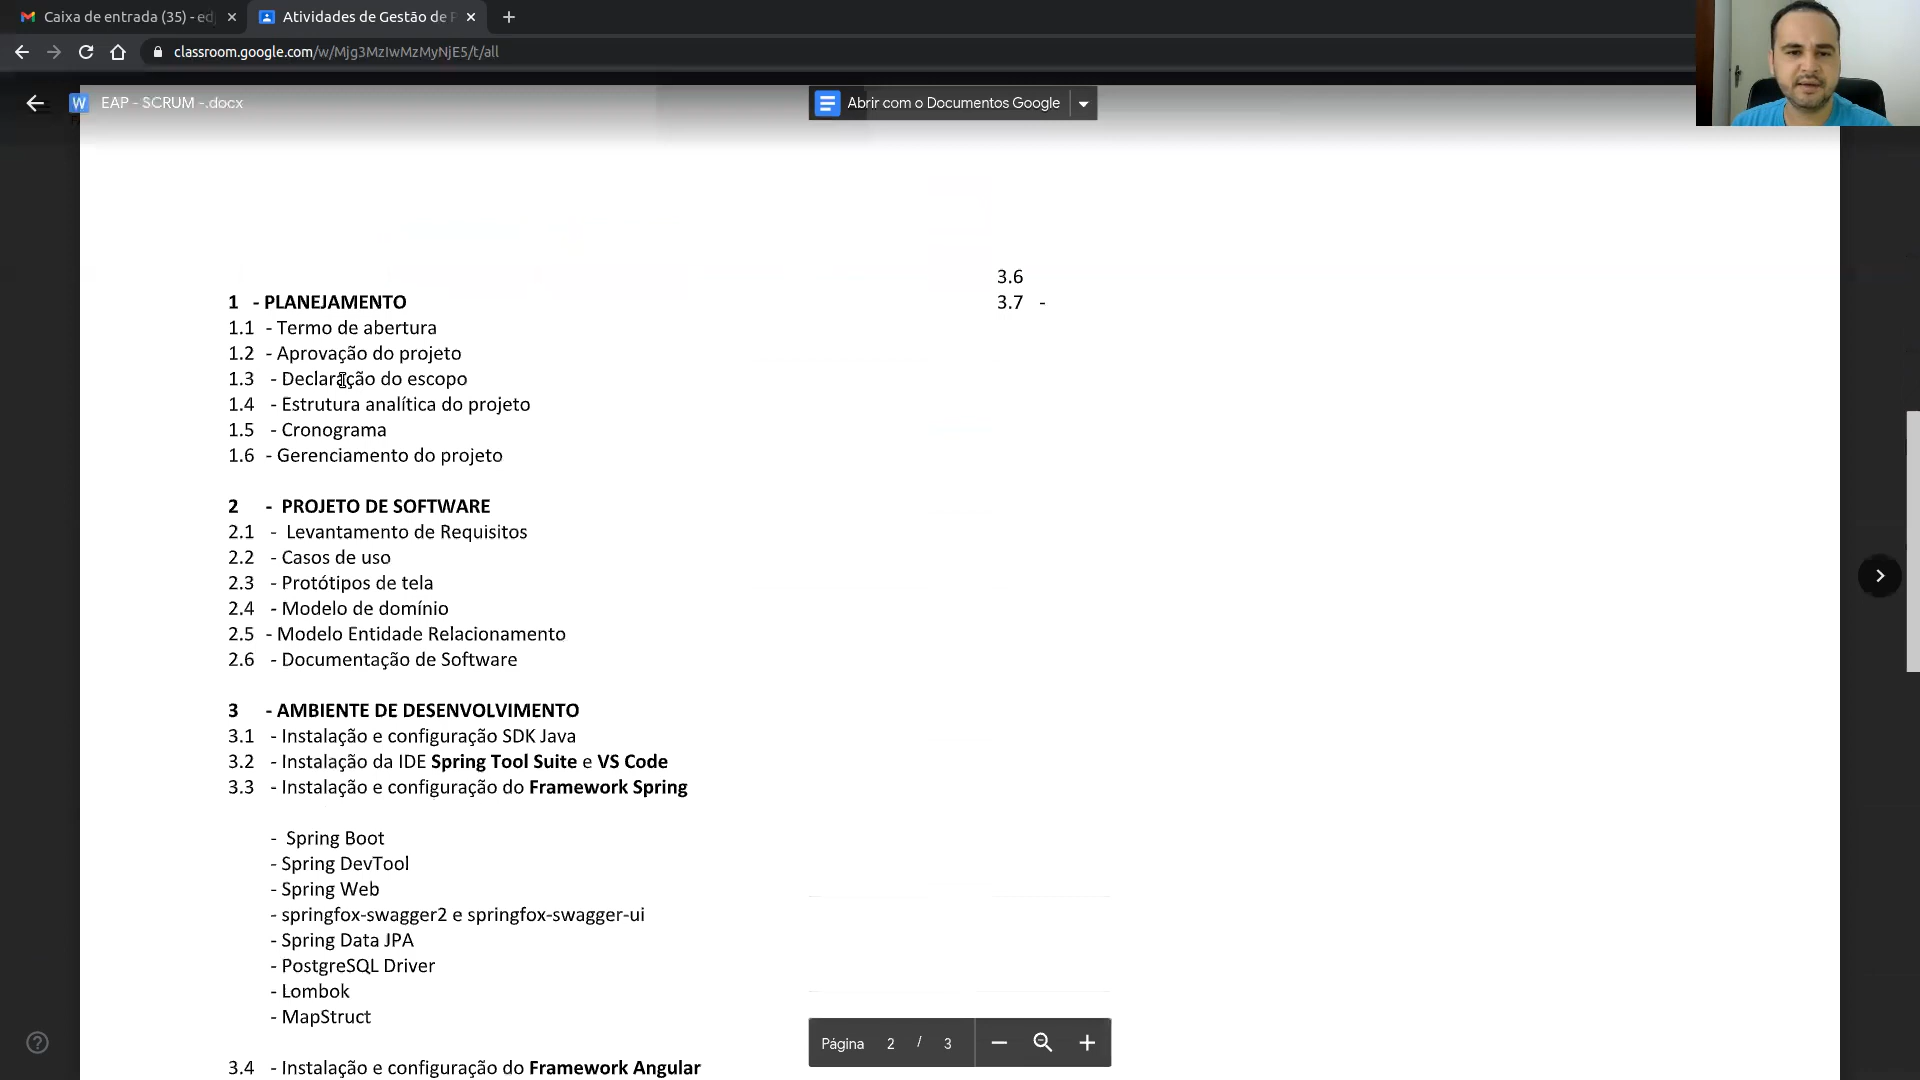 Caixa de entrada (35) - ed
Atividades de Gestão de P
classroom.google.com/w/Mjg3MzIwMzMyNjE5/t/all
EAP - SCRUM -.docx
Abrir com o Documentos Google
3.6
3.7 -
1 - PLANEJAMENTO
1.1 - Termo de abertura
1.2 - Aprovação do projeto
1.3 - Declaração do escopo
1.4 - Estrutura analítica do projeto
1.5 - Cronograma
1.6 - Gerenciamento do projeto
2 - PROJETO DE SOFTWARE
2.1 - Levantamento de Requisitos
2.2 - Casos de uso
2.3 - Protótipos de tela
2.4 - Modelo de domínio
2.5 - Modelo Entidade Relacionamento
2.6 - Documentação de Software
3 - AMBIENTE DE DESENVOLVIMENTO
3.1 - Instalação e configuração SDK Java
3.2 - Instalação da IDE Spring Tool Suite e VS Code
3.3 - Instalação e configuração do Framework Spring
- Spring Boot
- Spring DevTool
- Spring Web
- springfox-swagger2 e springfox-swagger-ui
- Spring Data JPA
- PostgreSQL Driver
- Lombok
- MapStruct
3.4 - Instalação e configuração do Framework Angular
Página 2 / 3